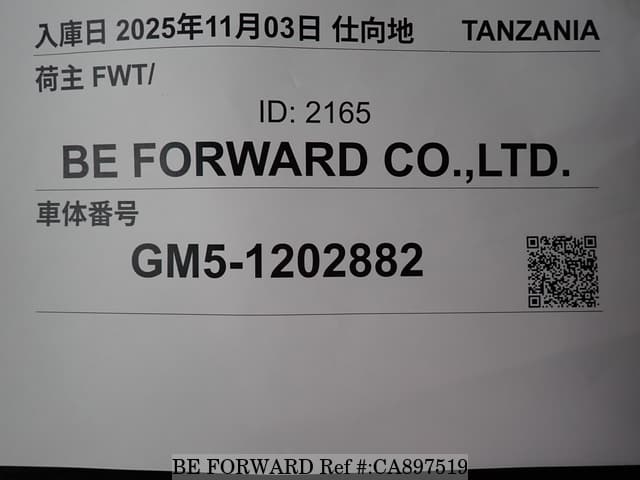 入庫日 2025年11月03日 仕向地 TANZANIA
荷主 FWT/
ID: 2165
BE FORWARD CO.,LTD.
車体番号
GM5-1202882
BE FORWARD Ref #:CA897519